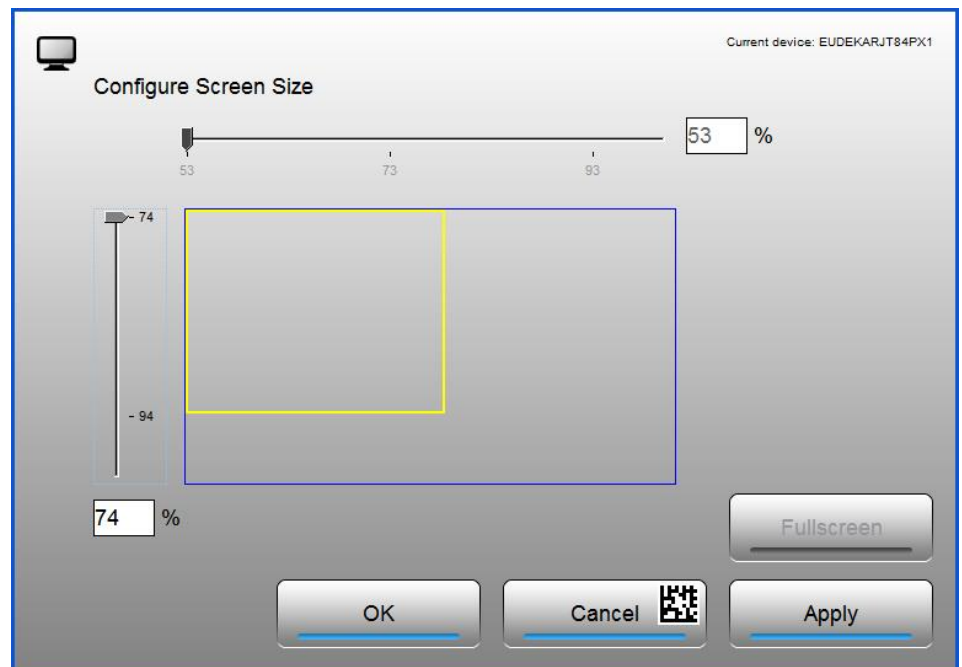 Current device: EUDEKARJT84PX1
Configure Screen Size
53 %
53 73 93
- 74
- 94
74 %
Fullscreen
OK Cancel Apply